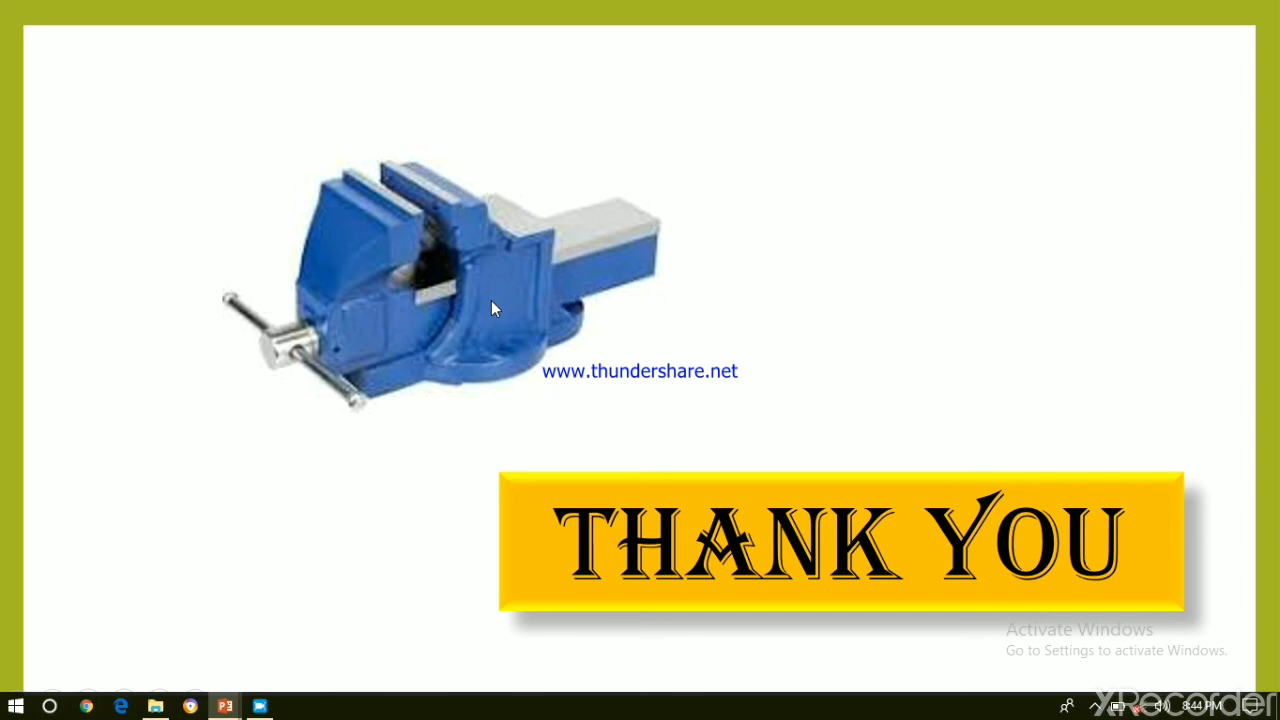 www.thundershare.net
THANK YOU
Activate Windows
Go to Settings to activate Windows.
XRecorder
8:44 PM